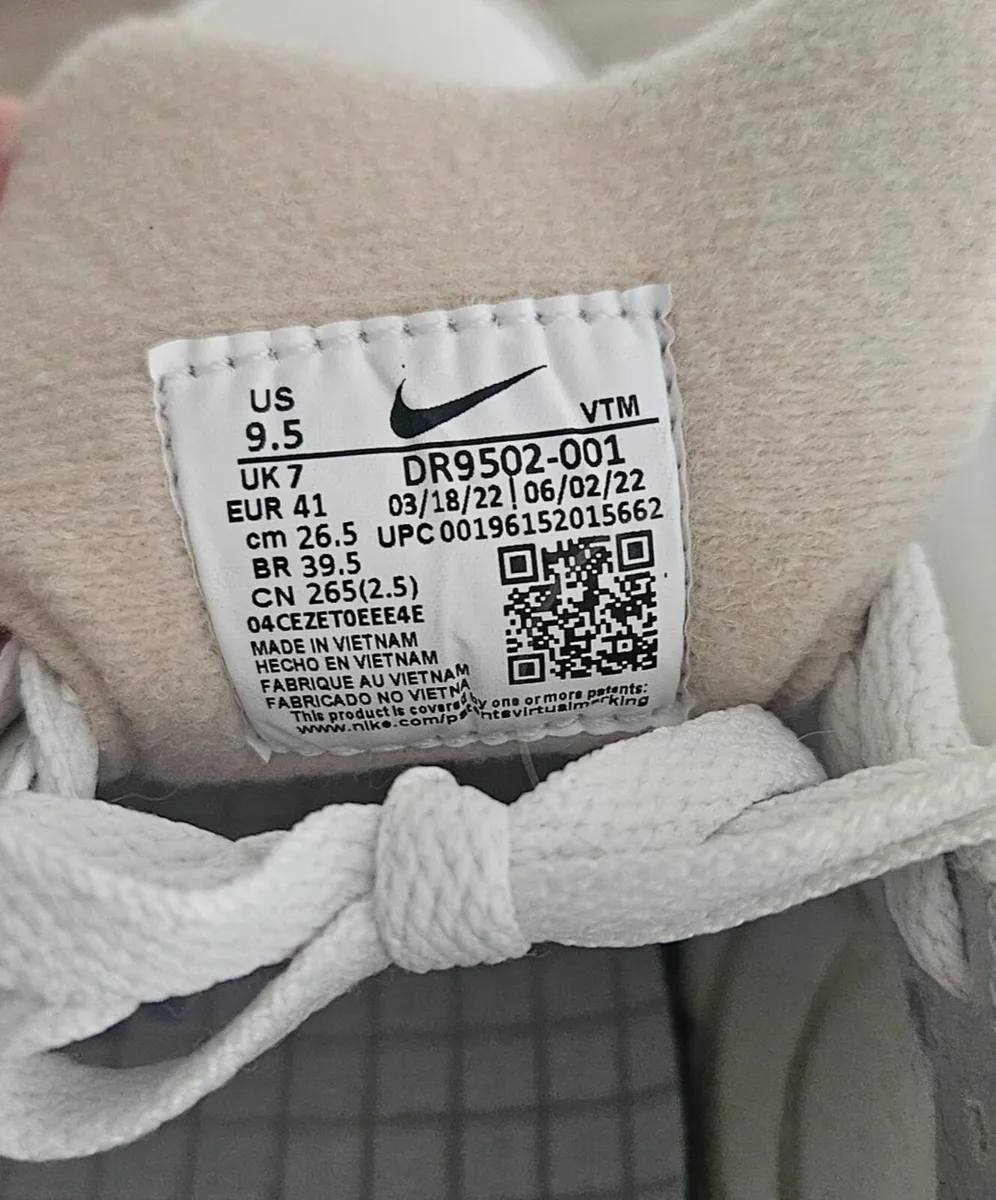 US
9.5
VTM
UK 7
DR9502-001
EUR 41
03/18/22 | 06/02/22
cm 26.5
UPC 00196152015662
BR 39.5
CN 265(2.5)
04CEZET0EEE4E
MADE IN VIETNAM
HECHO EN VIETNAM
FABRIQUE AU VIETNAM
FABRICADO NO VIETNA
This product is covered by one or more patents:
www.nike.com/patentsvirtualmarking